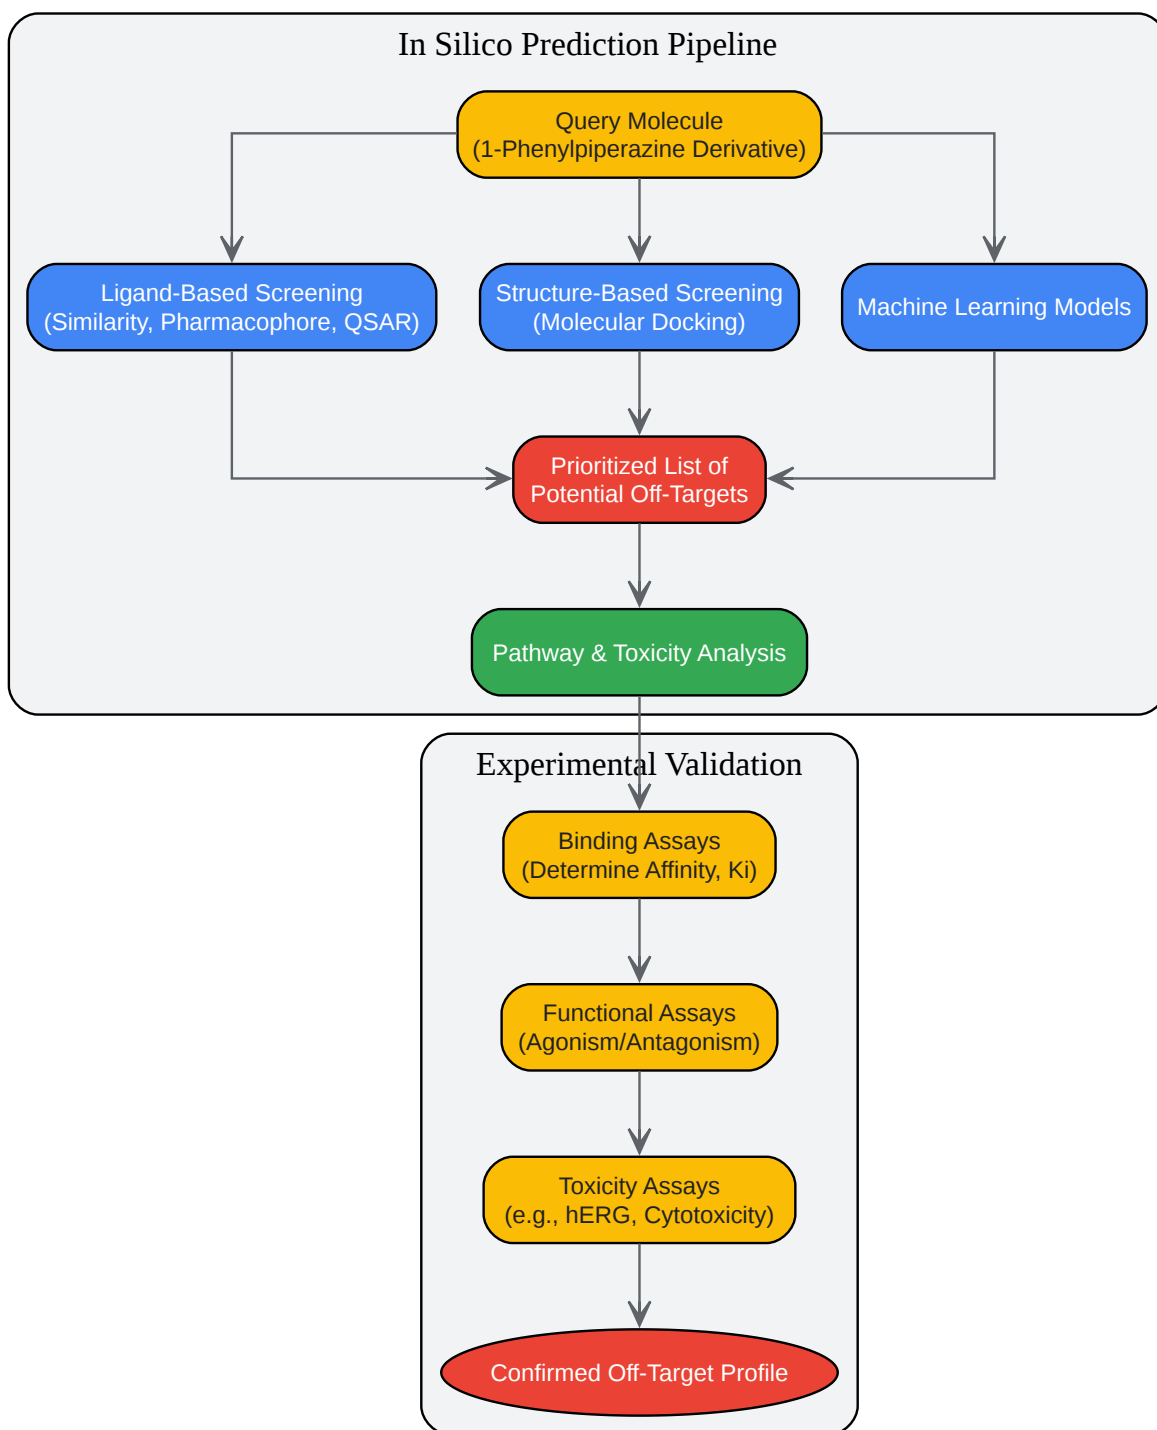 In Silico Prediction Pipeline
Query Molecule
(1-Phenylpiperazine Derivative)
Ligand-Based Screening
(Similarity, Pharmacophore, QSAR)
Structure-Based Screening
(Molecular Docking)
Machine Learning Models
Prioritized List of
Potential Off-Targets
Pathway & Toxicity Analysis
Experimental Validation
Binding Assays
(Determine Affinity, Ki)
Functional Assays
(Agonism/Antagonism)
Toxicity Assays
(e.g., hERG, Cytotoxicity)
Confirmed Off-Target Profile